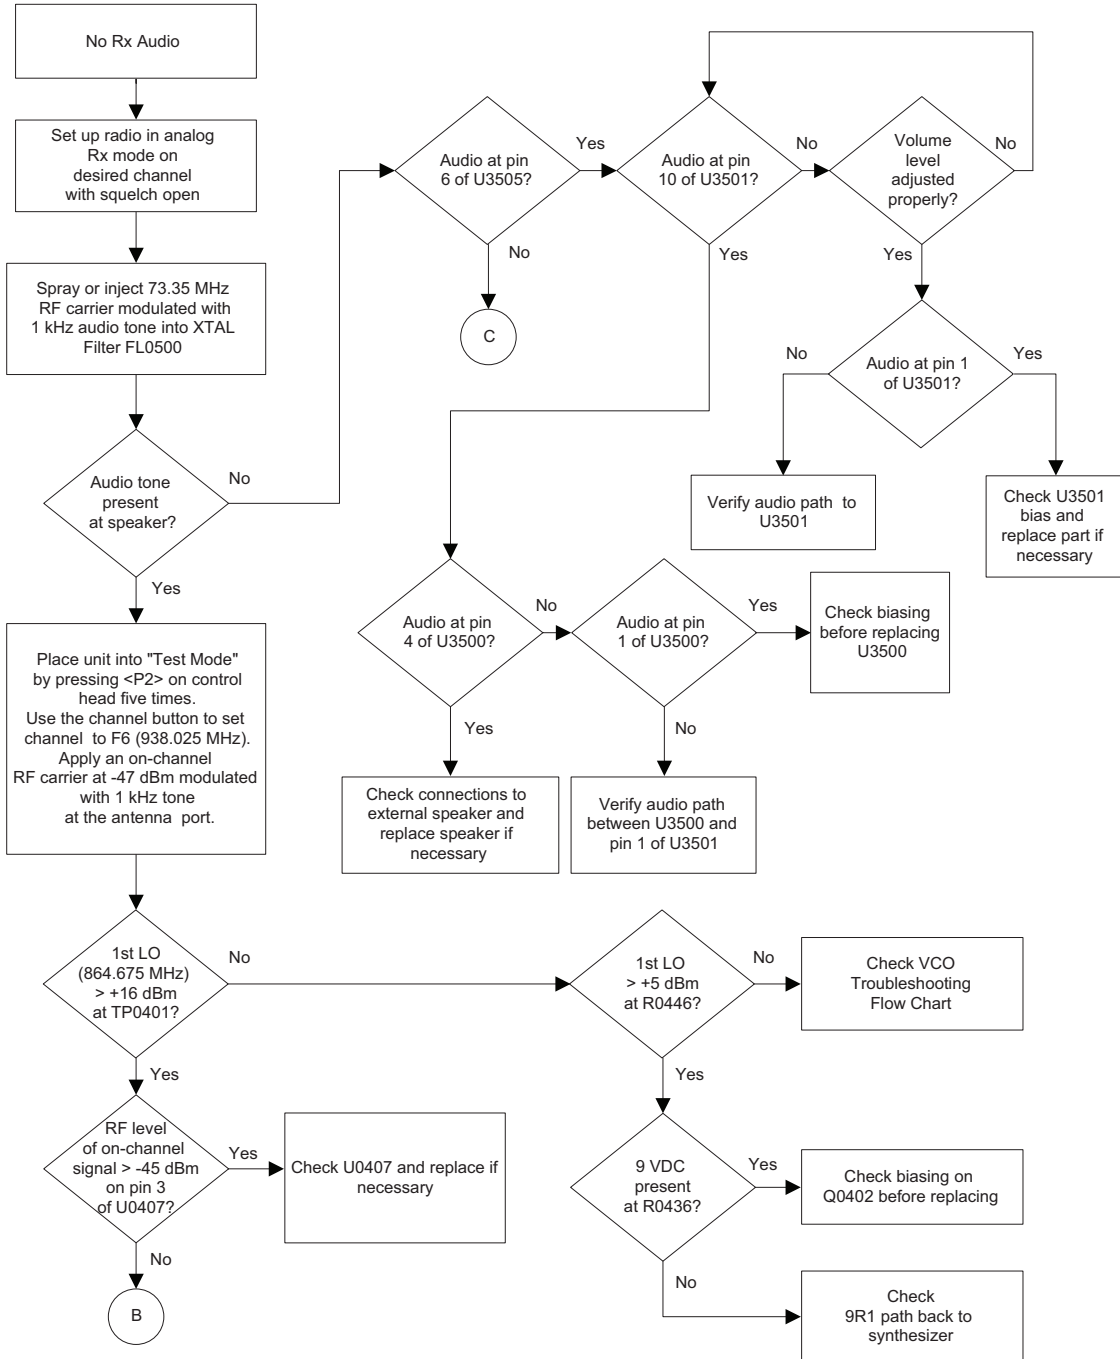 No Rx Audio
Set up radio in analog
Rx mode on
desired channel
with squelch open
Spray or inject 73.35 MHz
RF carrier modulated with
1 kHz audio tone into XTAL
Filter FL0500
Audio tone
present
at speaker?
No
Yes
Place unit into "Test Mode"
by pressing <P2> on control
head five times.
Use the channel button to set
channel to F6 (938.025 MHz).
Apply an on-channel
RF carrier at -47 dBm modulated
with 1 kHz tone
at the antenna port.
1st LO
(864.675 MHz)
> +16 dBm
at TP0401?
No
Yes
RF level
of on-channel
signal > -45 dBm
on pin 3
of U0407?
Yes
No
B
Check U0407 and replace if
necessary
Audio at pin
6 of U3505?
Yes
No
C
Audio at pin
10 of U3501?
No
Yes
Volume
level
adjusted
properly?
No
Yes
Audio at pin 1
of U3501?
No
Yes
Verify audio path to
U3501
Check U3501
bias and
replace part if
necessary
Audio at pin
4 of U3500?
No
Yes
Audio at pin
1 of U3500?
Yes
No
Check biasing
before replacing
U3500
Check connections to
external speaker and
replace speaker if
necessary
Verify audio path
between U3500 and
pin 1 of U3501
1st LO
> +5 dBm
at R0446?
No
Yes
Check VCO
Troubleshooting
Flow Chart
9 VDC
present
at R0436?
Yes
No
Check biasing on
Q0402 before replacing
Check
9R1 path back to
synthesizer